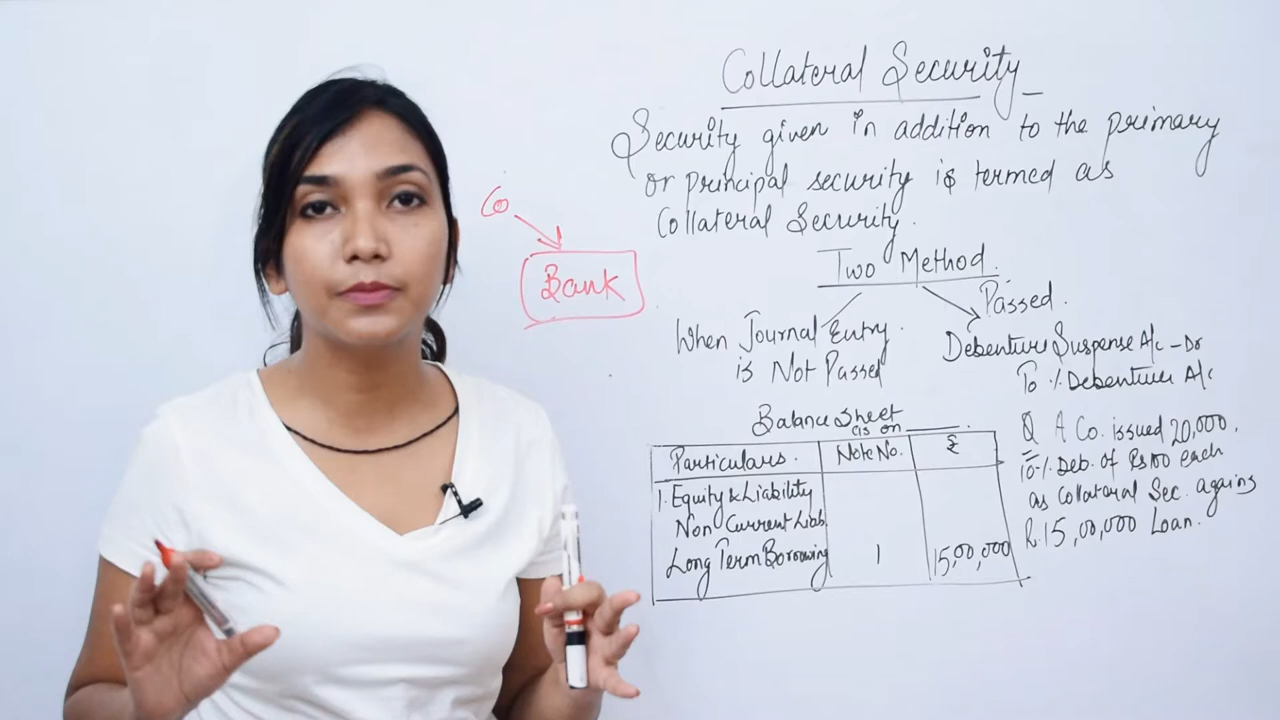 Collateral Security
Security given in addition to the primary
or principal security is termed as
Collateral Security.
Co
Bank
Two Method.
When Journal Entry.
is Not Passed
Passed.
Debenture Suspense A/c - Dr
To % Debenture A/c
Balance Sheet
as on
Particulars.
Note No.
₹
1. Equity & Liability
Non Current Liab.
Long Term Borrowing
1
15,00,000
Q A Co. issued 20,000.
10% Deb. of Rs100 each
as Collateral Sec. agains
R. 15,00,000 Loan.